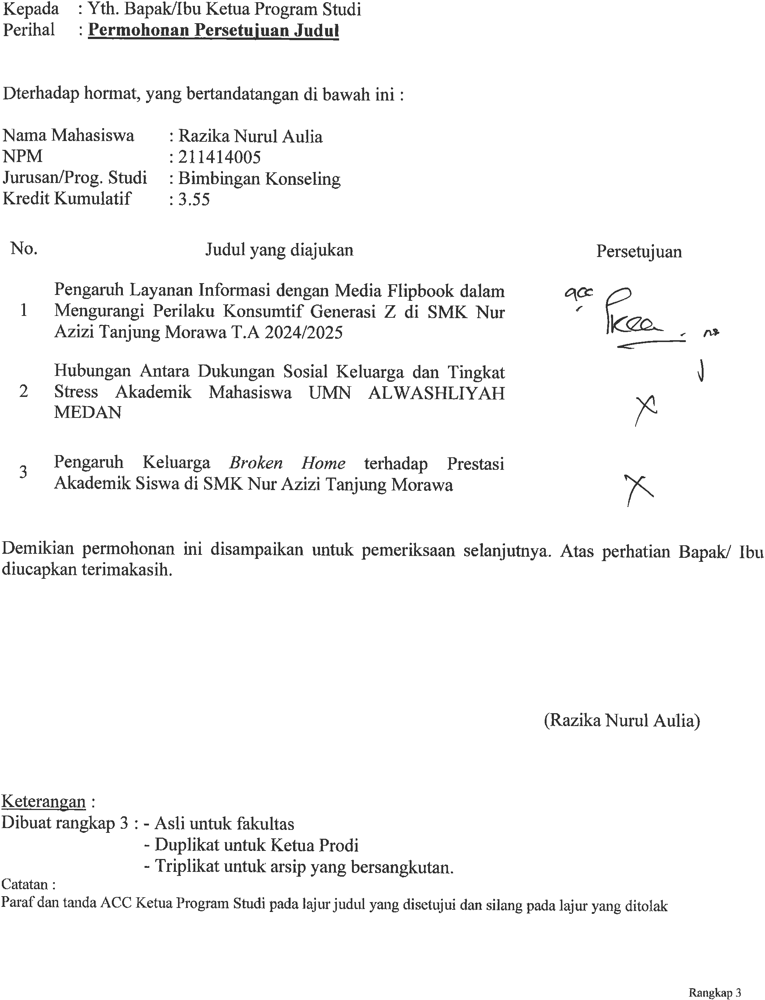 Kepada : Yth. Bapak/Ibu Ketua Program Studi
Perihal : Permohonan Persetujuan Judul
Dterhadap hormat, yang bertandatangan di bawah ini :
Nama Mahasiswa : Razika Nurul Aulia
NPM : 211414005
Jurusan/Prog. Studi : Bimbingan Konseling
Kredit Kumulatif : 3.55
No. Judul yang diajukan Persetujuan
Pengaruh Layanan Informasi dengan Media Flipbook dalam acc
1 Mengurangi Perilaku Konsumtif Generasi Z di SMK Nur
Azizi Tanjung Morawa T.A 2024/2025
Hubungan Antara Dukungan Sosial Keluarga dan Tingkat
2 Stress Akademik Mahasiswa UMN ALWASHLIYAH
MEDAN
3 Pengaruh Keluarga Broken Home terhadap Prestasi
Akademik Siswa di SMK Nur Azizi Tanjung Morawa
Demikian permohonan ini disampaikan untuk pemeriksaan selanjutnya. Atas perhatian Bapak/ Ibu
diucapkan terimakasih.
(Razika Nurul Aulia)
Keterangan :
Dibuat rangkap 3 : - Asli untuk fakultas
- Duplikat untuk Ketua Prodi
- Triplikat untuk arsip yang bersangkutan.
Catatan :
Paraf dan tanda ACC Ketua Program Studi pada lajur judul yang disetujui dan silang pada lajur yang ditolak
Rangkap 3